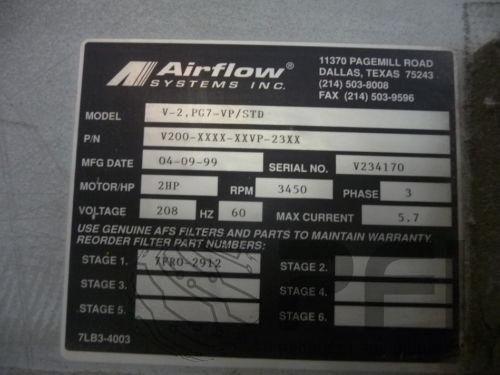 Airflow
SYSTEMS INC.
11370 PAGEMILL ROAD
DALLAS, TEXAS 75243
(214) 503-8008
FAX (214) 503-9596
MODEL V-2,PG7-VP/STD
P/N V200-XXXX-XXVP-23XX
MFG DATE 04-09-99 SERIAL NO. V234170
MOTOR/HP 2HP RPM 3450 PHASE 3
VOLTAGE 208 HZ 60 MAX CURRENT 5.7
USE GENUINE AFS FILTERS AND PARTS TO MAINTAIN WARRANTY.
REORDER FILTER PART NUMBERS:
STAGE 1. 7PRO-2912 STAGE 2.
STAGE 3. STAGE 4.
STAGE 5. STAGE 6.
7LB3-4003